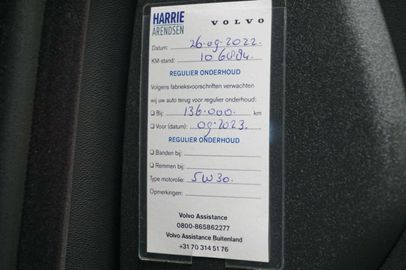 HARRIE
ARENDSEN
VOLVO
Datum: 26-09-2022.
KM-stand: 106894.
REGULIER ONDERHOUD
Volgens fabrieksvoorschriften verwachten
wij uw auto terug voor regulier onderhoud:
☐ Bij: 136.000. km
☐ Voor (datum): 09-2023.
REGULIER ONDERHOUD
☐ Banden bij:
☐ Remmen bij:
Type motorolie: 5W30.
Opmerkingen:
Volvo Assistance
0800-865862277
Volvo Assistance Buitenland
+31 70 314 51 76